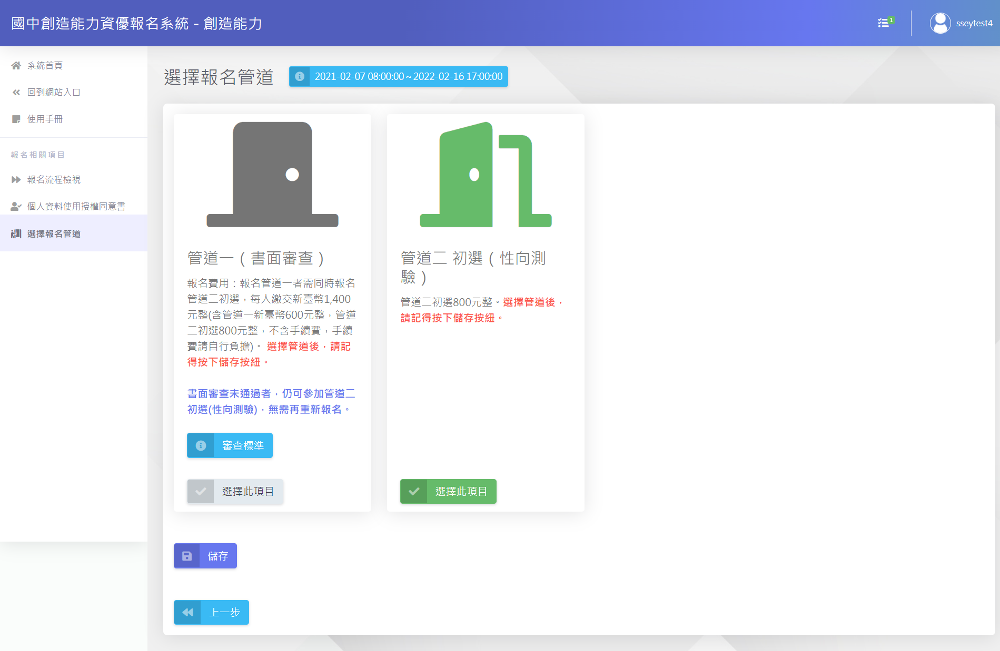 國中創造能力資優報名系統 - 創造能力
1
sseytest4
系統首頁
回到網站入口
使用手冊
報名相關項目
報名流程檢視
個人資料使用授權同意書
選擇報名管道
選擇報名管道
2021-02-07 08:00:00 ~ 2022-02-16 17:00:00
管道一（書面審查）
報名費用：報名管道一者需同時報名
管道二初選，每人繳交新臺幣1,400
元整(含管道一新臺幣600元整，管道
二初選800元整，不含手續費，手續
費請自行負擔)。 選擇管道後，請記
得按下儲存按紐。
書面審查未通過者，仍可參加管道二
初選(性向測驗)，無需再重新報名。
審查標準
選擇此項目
管道二 初選（性向測
驗）
管道二初選800元整。選擇管道後，
請記得按下儲存按紐。
選擇此項目
儲存
上一步